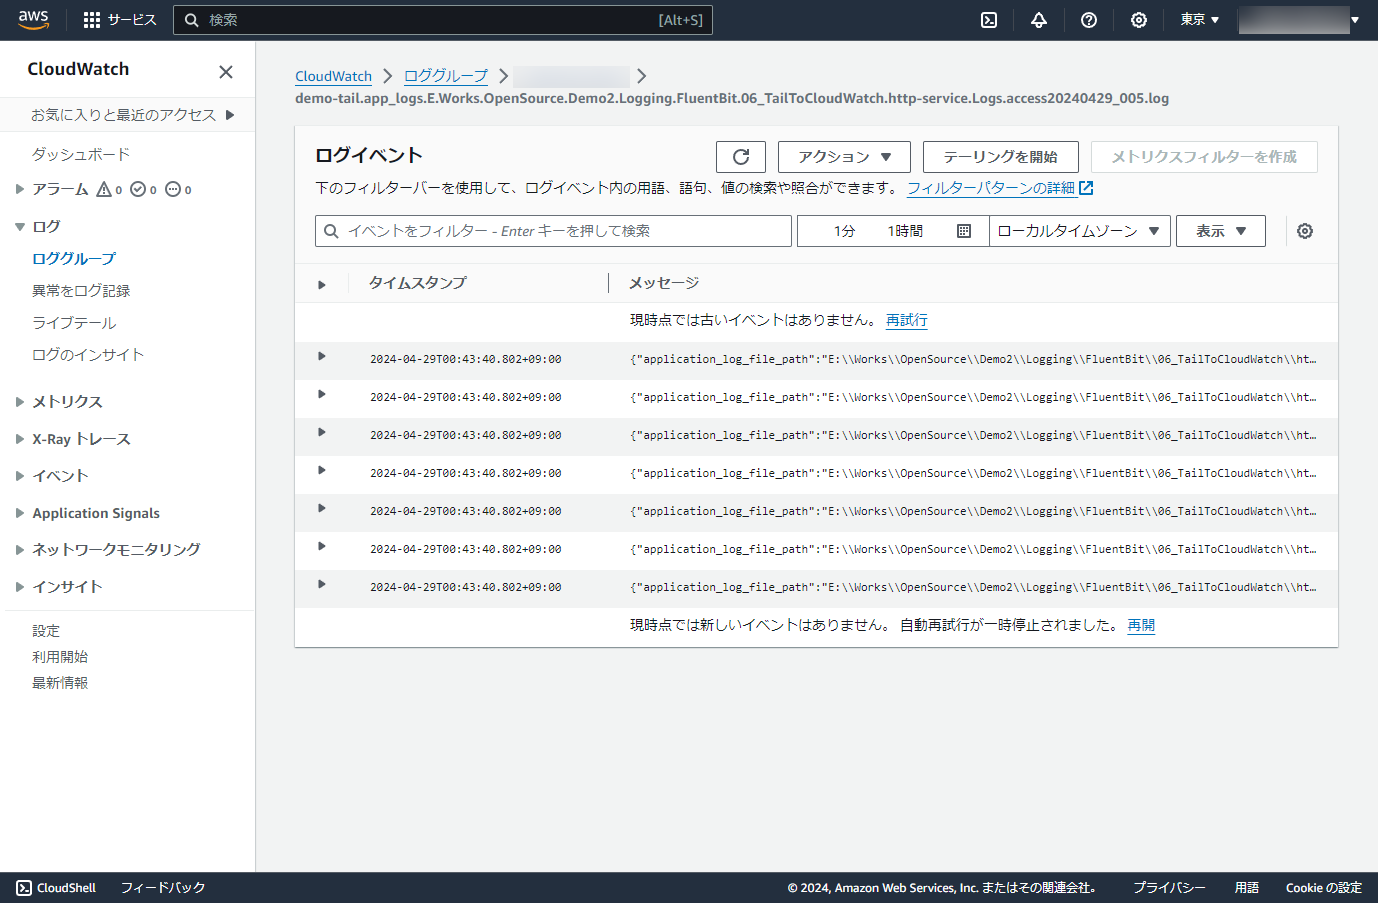 aws サービス 検索 [Alt+S] 東京
CloudWatch
お気に入りと最近のアクセス
ダッシュボード
アラーム 0 0 0
ログ
ロググループ
異常をログ記録
ライブテール
ログのインサイト
メトリクス
X-Ray トレース
イベント
Application Signals
ネットワークモニタリング
インサイト
設定
利用開始
最新情報
CloudWatch ロググループ
demo-tail.app_logs.E.Works.OpenSource.Demo2.Logging.FluentBit.06_TailToCloudWatch.http-service.Logs.access20240429_005.log
ログイベント
アクション テーリングを開始 メトリクスフィルターを作成
下のフィルターバーを使用して、ログイベント内の用語、語句、値の検索や照合ができます。 フィルターパターンの詳細
イベントをフィルター - Enter キーを押して検索 1分 1時間 ローカルタイムゾーン 表示
タイムスタンプ メッセージ
現時点では古いイベントはありません。 再試行
2024-04-29T00:43:40.802+09:00 {"application_log_file_path":"E:\\Works\\OpenSource\\Demo2\\Logging\\FluentBit\\06_TailToCloudWatch\\ht…
2024-04-29T00:43:40.802+09:00 {"application_log_file_path":"E:\\Works\\OpenSource\\Demo2\\Logging\\FluentBit\\06_TailToCloudWatch\\ht…
2024-04-29T00:43:40.802+09:00 {"application_log_file_path":"E:\\Works\\OpenSource\\Demo2\\Logging\\FluentBit\\06_TailToCloudWatch\\ht…
2024-04-29T00:43:40.802+09:00 {"application_log_file_path":"E:\\Works\\OpenSource\\Demo2\\Logging\\FluentBit\\06_TailToCloudWatch\\ht…
2024-04-29T00:43:40.802+09:00 {"application_log_file_path":"E:\\Works\\OpenSource\\Demo2\\Logging\\FluentBit\\06_TailToCloudWatch\\ht…
2024-04-29T00:43:40.802+09:00 {"application_log_file_path":"E:\\Works\\OpenSource\\Demo2\\Logging\\FluentBit\\06_TailToCloudWatch\\ht…
2024-04-29T00:43:40.802+09:00 {"application_log_file_path":"E:\\Works\\OpenSource\\Demo2\\Logging\\FluentBit\\06_TailToCloudWatch\\ht…
現時点では新しいイベントはありません。 自動再試行が一時停止されました。 再開
CloudShell フィードバック © 2024, Amazon Web Services, Inc. またはその関連会社。 プライバシー 用語 Cookie の設定